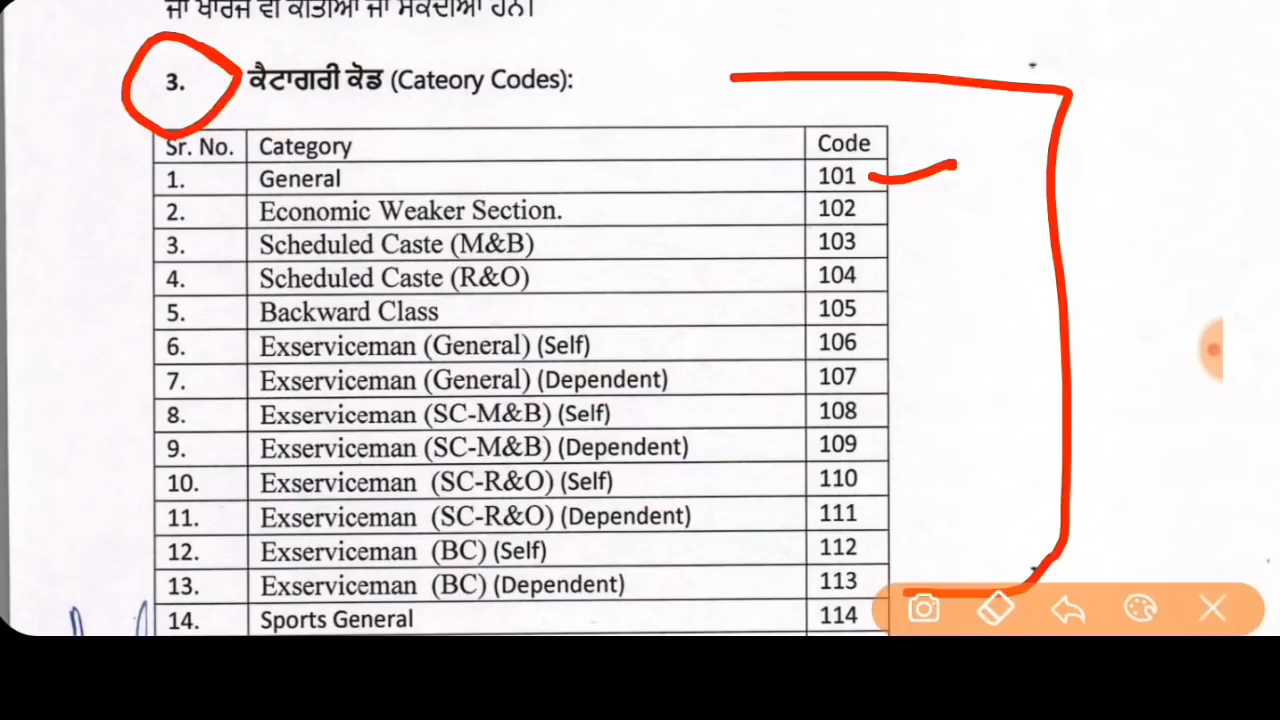 ਜਾਂ ਖਾਰਜ ਵੀ ਕੀਤੀਆਂ ਜਾ ਸਕਦੀਆਂ ਹਨ।
3. ਕੈਟਾਗਰੀ ਕੋਡ (Cateory Codes):
Sr. No. Category Code
1. General 101
2. Economic Weaker Section. 102
3. Scheduled Caste (M&B) 103
4. Scheduled Caste (R&O) 104
5. Backward Class 105
6. Exserviceman (General) (Self) 106
7. Exserviceman (General) (Dependent) 107
8. Exserviceman (SC-M&B) (Self) 108
9. Exserviceman (SC-M&B) (Dependent) 109
10. Exserviceman (SC-R&O) (Self) 110
11. Exserviceman (SC-R&O) (Dependent) 111
12. Exserviceman (BC) (Self) 112
13. Exserviceman (BC) (Dependent) 113
14. Sports General 114